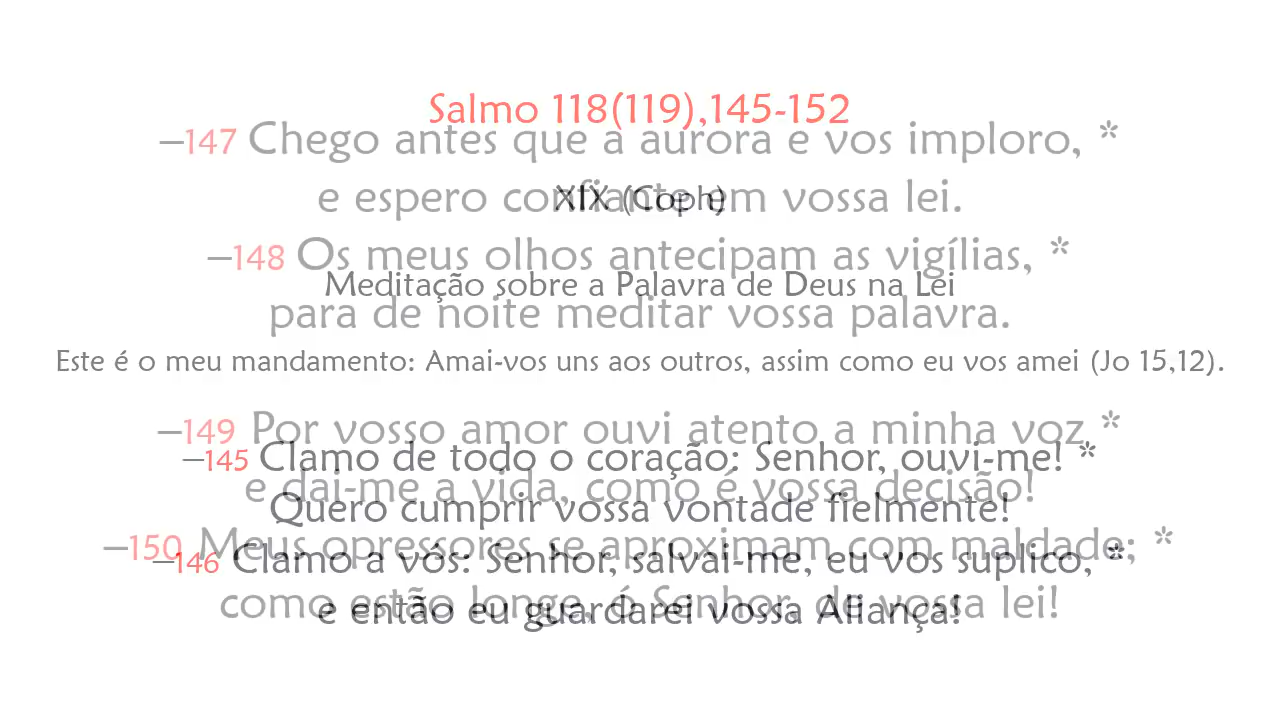 Salmo 118(119),145-152
XIX (Coph)
Meditação sobre a Palavra de Deus na Lei
Este é o meu mandamento: Amai-vos uns aos outros, assim como eu vos amei (Jo 15,12).
–145 Clamo de todo o coração: Senhor, ouvi-me! *
Quero cumprir vossa vontade fielmente!
–146 Clamo a vós: Senhor, salvai-me, eu vos suplico, *
e então eu guardarei vossa Aliança!
–147 Chego antes que a aurora e vos imploro, *
e espero confiante em vossa lei.
–148 Os meus olhos antecipam as vigílias, *
para de noite meditar vossa palavra.
–149 Por vosso amor ouvi atento a minha voz *
e dai-me a vida, como é vossa decisão!
–150 Meus opressores se aproximam com maldade; *
como estão longe, ó Senhor, de vossa lei!